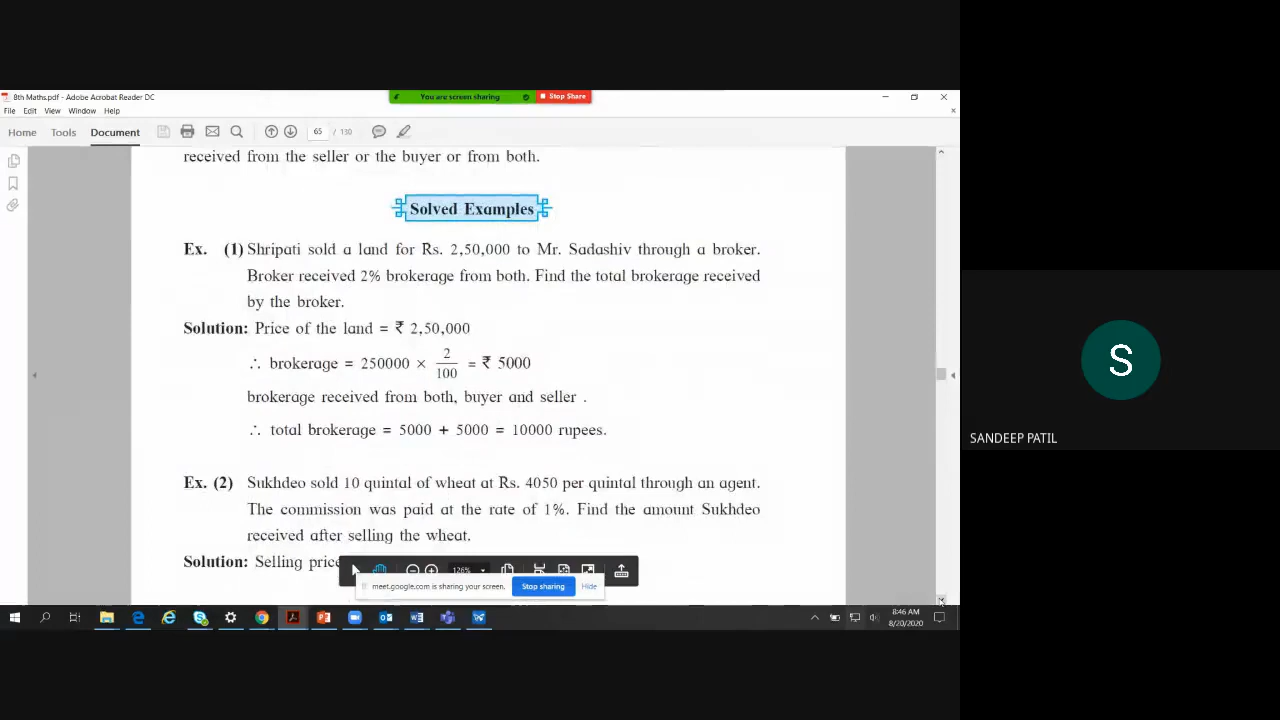 8th Maths.pdf - Adobe Acrobat Reader DC
You are screen sharing
Stop Share
File Edit View Window Help
Home Tools Document 65 / 130
received from the seller or the buyer or from both.
Solved Examples
Ex. (1) Shripati sold a land for Rs. 2,50,000 to Mr. Sadashiv through a broker.
Broker received 2% brokerage from both. Find the total brokerage received
by the broker.
Solution: Price of the land = ₹ 2,50,000
∴ brokerage = 250000 × 2/100 = ₹ 5000
brokerage received from both, buyer and seller .
∴ total brokerage = 5000 + 5000 = 10000 rupees.
Ex. (2) Sukhdeo sold 10 quintal of wheat at Rs. 4050 per quintal through an agent.
The commission was paid at the rate of 1%. Find the amount Sukhdeo
received after selling the wheat.
Solution: Selling price
126%
meet.google.com is sharing your screen. Stop sharing Hide
8:46 AM
8/20/2020
S
SANDEEP PATIL